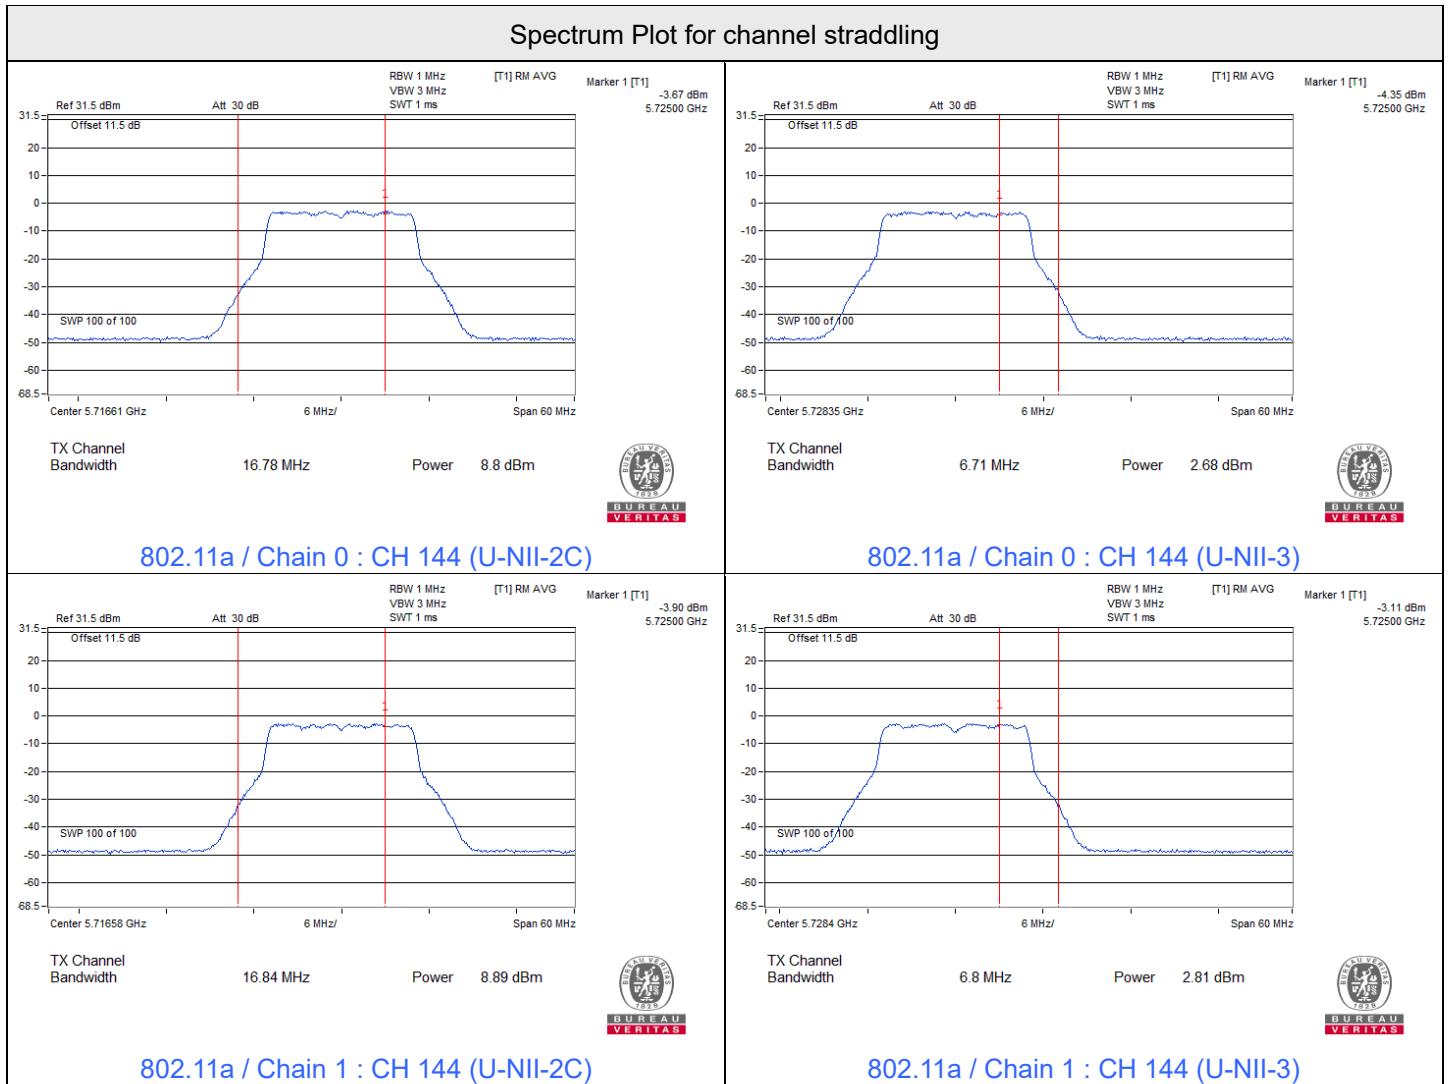 Spectrum Plot for channel straddling
RBW 1 MHz [T1] RM AVG Marker 1 [T1]
VBW 3 MHz -3.67 dBm
Ref 31.5 dBm Att 30 dB SWT 1 ms 5.72500 GHz
31.5
Offset 11.5 dB
20
10
1
0
-10
-20
-30
-40
SWP 100 of 100
-50
-60
-68.5
Center 5.71661 GHz 6 MHz/ Span 60 MHz
TX Channel
Bandwidth 16.78 MHz Power 8.8 dBm
BUREAU VERITAS
1828
BUREAU
VERITAS
802.11a / Chain 0 : CH 144 (U-NII-2C)
RBW 1 MHz [T1] RM AVG Marker 1 [T1]
VBW 3 MHz -4.35 dBm
Ref 31.5 dBm Att 30 dB SWT 1 ms 5.72500 GHz
31.5
Offset 11.5 dB
20
10
1
0
-10
-20
-30
-40
SWP 100 of 100
-50
-60
-68.5
Center 5.72835 GHz 6 MHz/ Span 60 MHz
TX Channel
Bandwidth 6.71 MHz Power 2.68 dBm
BUREAU VERITAS
1828
BUREAU
VERITAS
802.11a / Chain 0 : CH 144 (U-NII-3)
RBW 1 MHz [T1] RM AVG Marker 1 [T1]
VBW 3 MHz -3.90 dBm
Ref 31.5 dBm Att 30 dB SWT 1 ms 5.72500 GHz
31.5
Offset 11.5 dB
20
10
1
0
-10
-20
-30
-40
SWP 100 of 100
-50
-60
-68.5
Center 5.71658 GHz 6 MHz/ Span 60 MHz
TX Channel
Bandwidth 16.84 MHz Power 8.89 dBm
BUREAU VERITAS
1828
BUREAU
VERITAS
802.11a / Chain 1 : CH 144 (U-NII-2C)
RBW 1 MHz [T1] RM AVG Marker 1 [T1]
VBW 3 MHz -3.11 dBm
Ref 31.5 dBm Att 30 dB SWT 1 ms 5.72500 GHz
31.5
Offset 11.5 dB
20
10
1
0
-10
-20
-30
-40
SWP 100 of 100
-50
-60
-68.5
Center 5.7284 GHz 6 MHz/ Span 60 MHz
TX Channel
Bandwidth 6.8 MHz Power 2.81 dBm
BUREAU VERITAS
1828
BUREAU
VERITAS
802.11a / Chain 1 : CH 144 (U-NII-3)